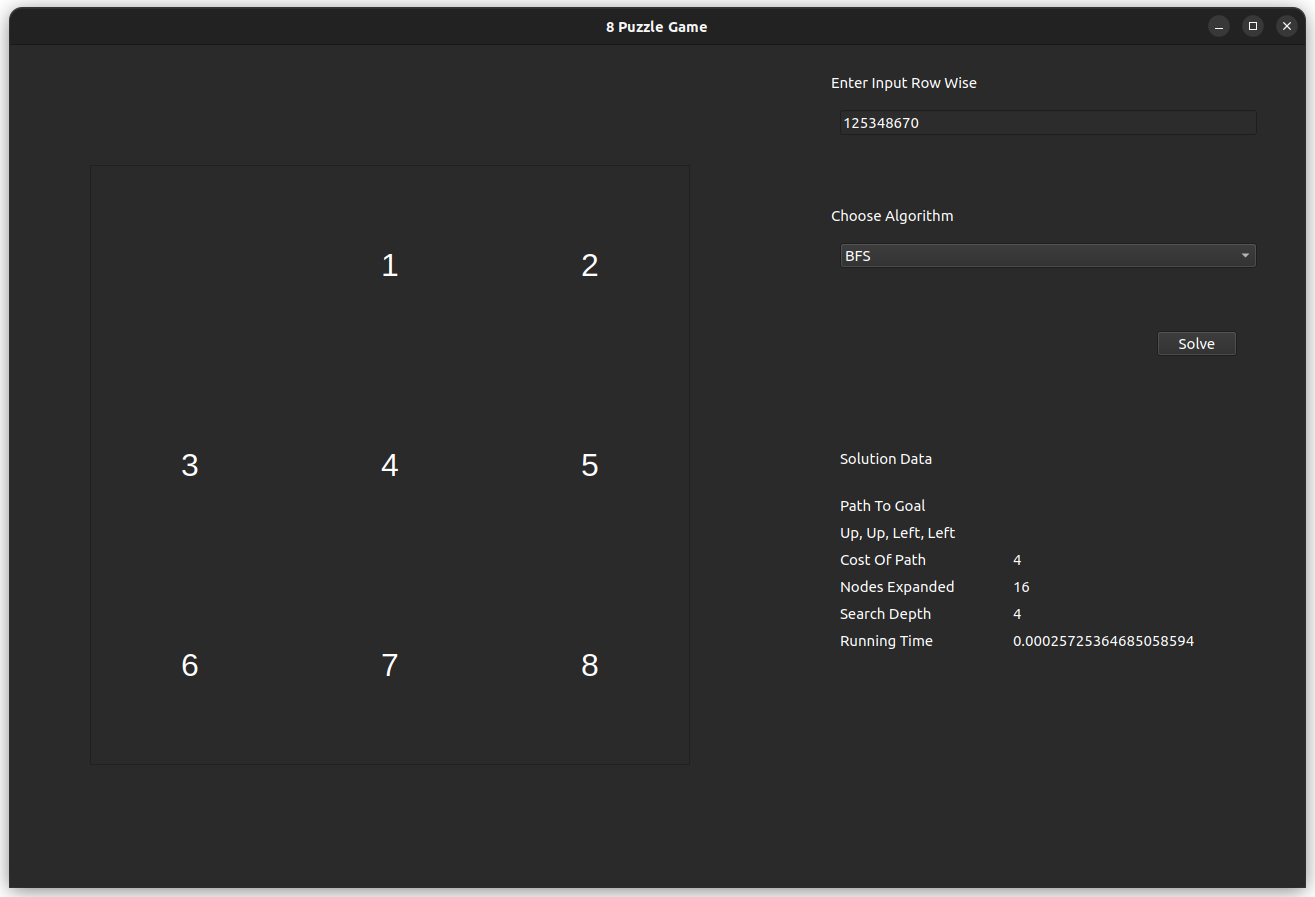 8 Puzzle Game
Enter Input Row Wise
125348670
Choose Algorithm
BFS
Solve
1 2
3 4 5
6 7 8
Solution Data
Path To Goal
Up, Up, Left, Left
Cost Of Path 4
Nodes Expanded 16
Search Depth 4
Running Time 0.00025725364685058594